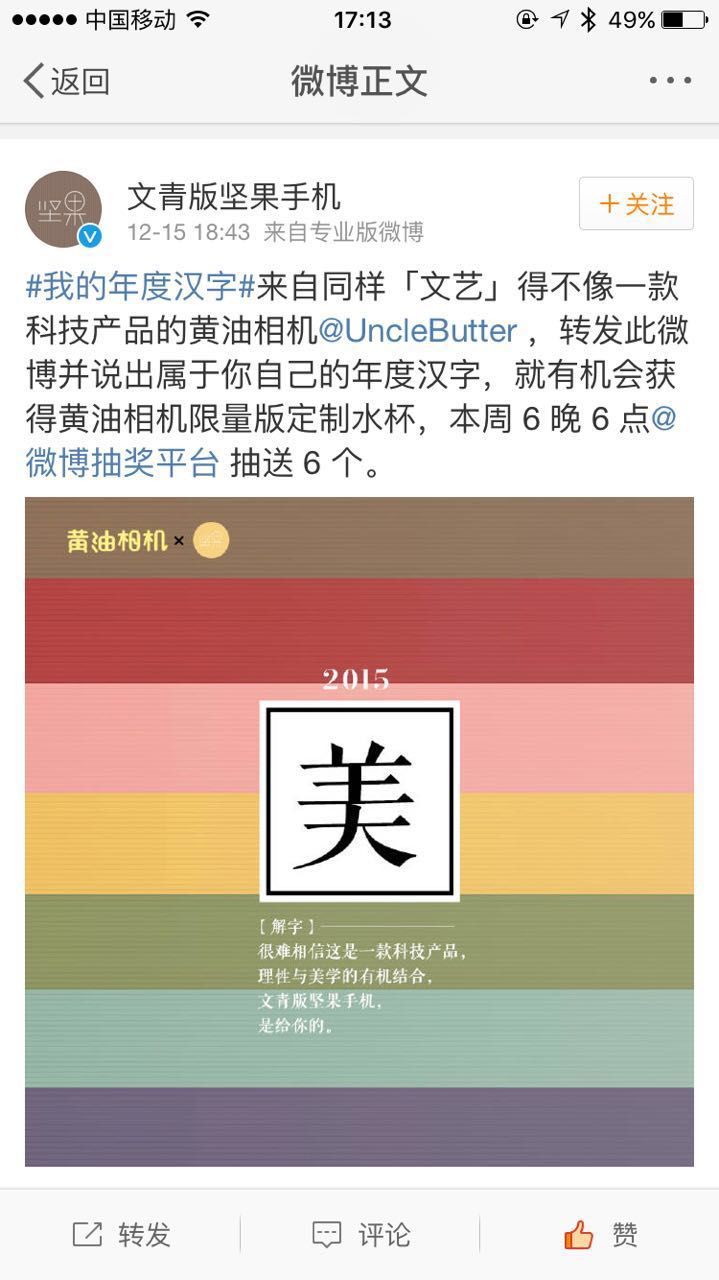 中国移动 17:13 49%
返回 微博正文
坚果 文青版坚果手机 +关注
12-15 18:43 来自专业版微博
#我的年度汉字#来自同样「文艺」得不像一款
科技产品的黄油相机@UncleButter ，转发此微
博并说出属于你自己的年度汉字，就有机会获
得黄油相机限量版定制水杯，本周 6 晚 6 点@
微博抽奖平台 抽送 6 个。
黄油相机 × 坚果
2015
美
［解字］
很难相信这是一款科技产品，
理性与美学的有机结合，
文青版坚果手机，
是给你的。
转发 评论 赞